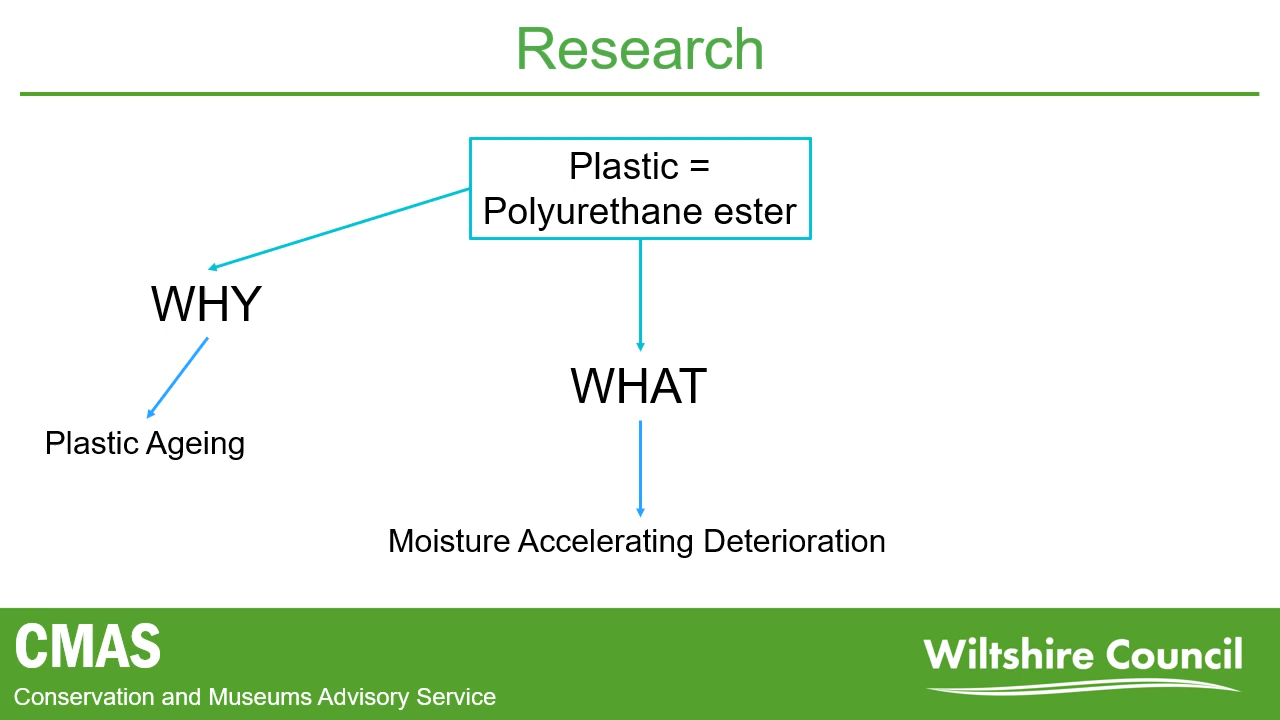 Research
Plastic =
Polyurethane ester
WHY
WHAT
Plastic Ageing
Moisture Accelerating Deterioration
CMAS
Conservation and Museums Advisory Service
Wiltshire Council